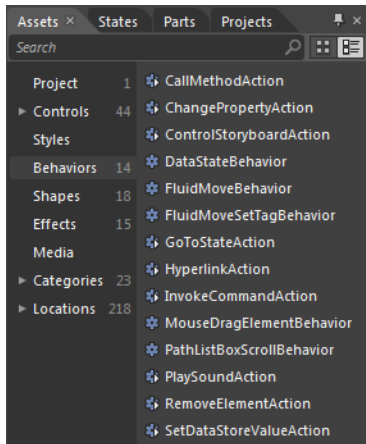 Assets × States Parts Projects
Search
Project 1
Controls 44
Styles
Behaviors 14
Shapes 18
Effects 15
Media
Categories 23
Locations 218
CallMethodAction
ChangePropertyAction
ControlStoryboardAction
DataStateBehavior
FluidMoveBehavior
FluidMoveSetTagBehavior
GoToStateAction
HyperlinkAction
InvokeCommandAction
MouseDragElementBehavior
PathListBoxScrollBehavior
PlaySoundAction
RemoveElementAction
SetDataStoreValueAction